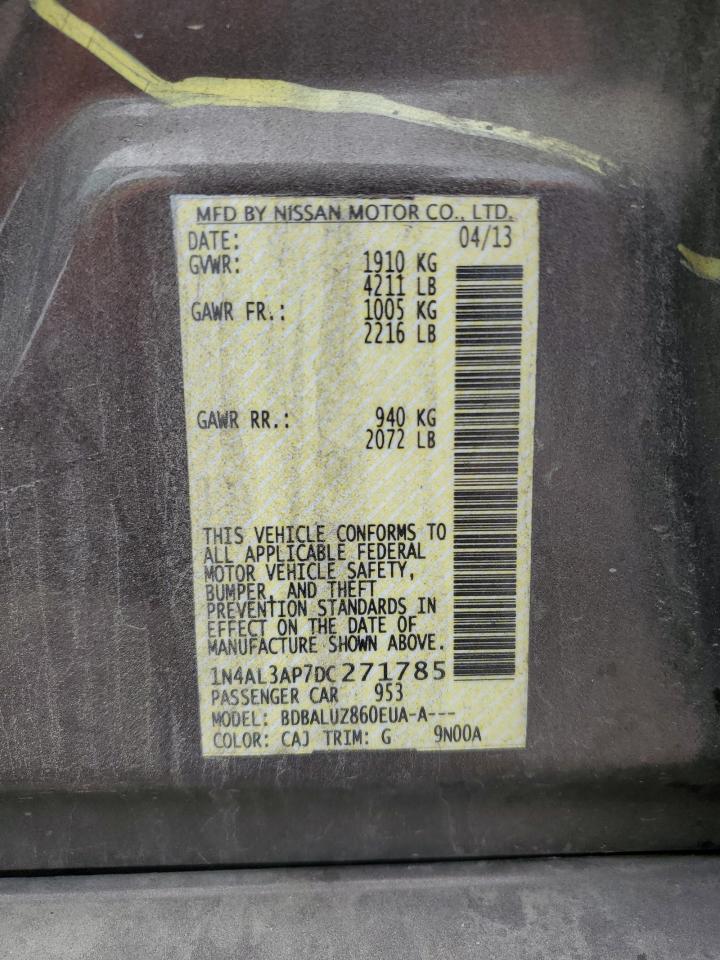 MFD BY NISSAN MOTOR CO., LTD.
DATE: 04/13
GVWR: 1910 KG
4211 LB
GAWR FR.: 1005 KG
2216 LB
GAWR RR.: 940 KG
2072 LB
THIS VEHICLE CONFORMS TO
ALL APPLICABLE FEDERAL
MOTOR VEHICLE SAFETY,
BUMPER, AND THEFT
PREVENTION STANDARDS IN
EFFECT ON THE DATE OF
MANUFACTURE SHOWN ABOVE.
1N4AL3AP7DC271785
PASSENGER CAR 953
MODEL: BDBALUZ860EUA-A---
COLOR: CAJ TRIM: G 9N00A